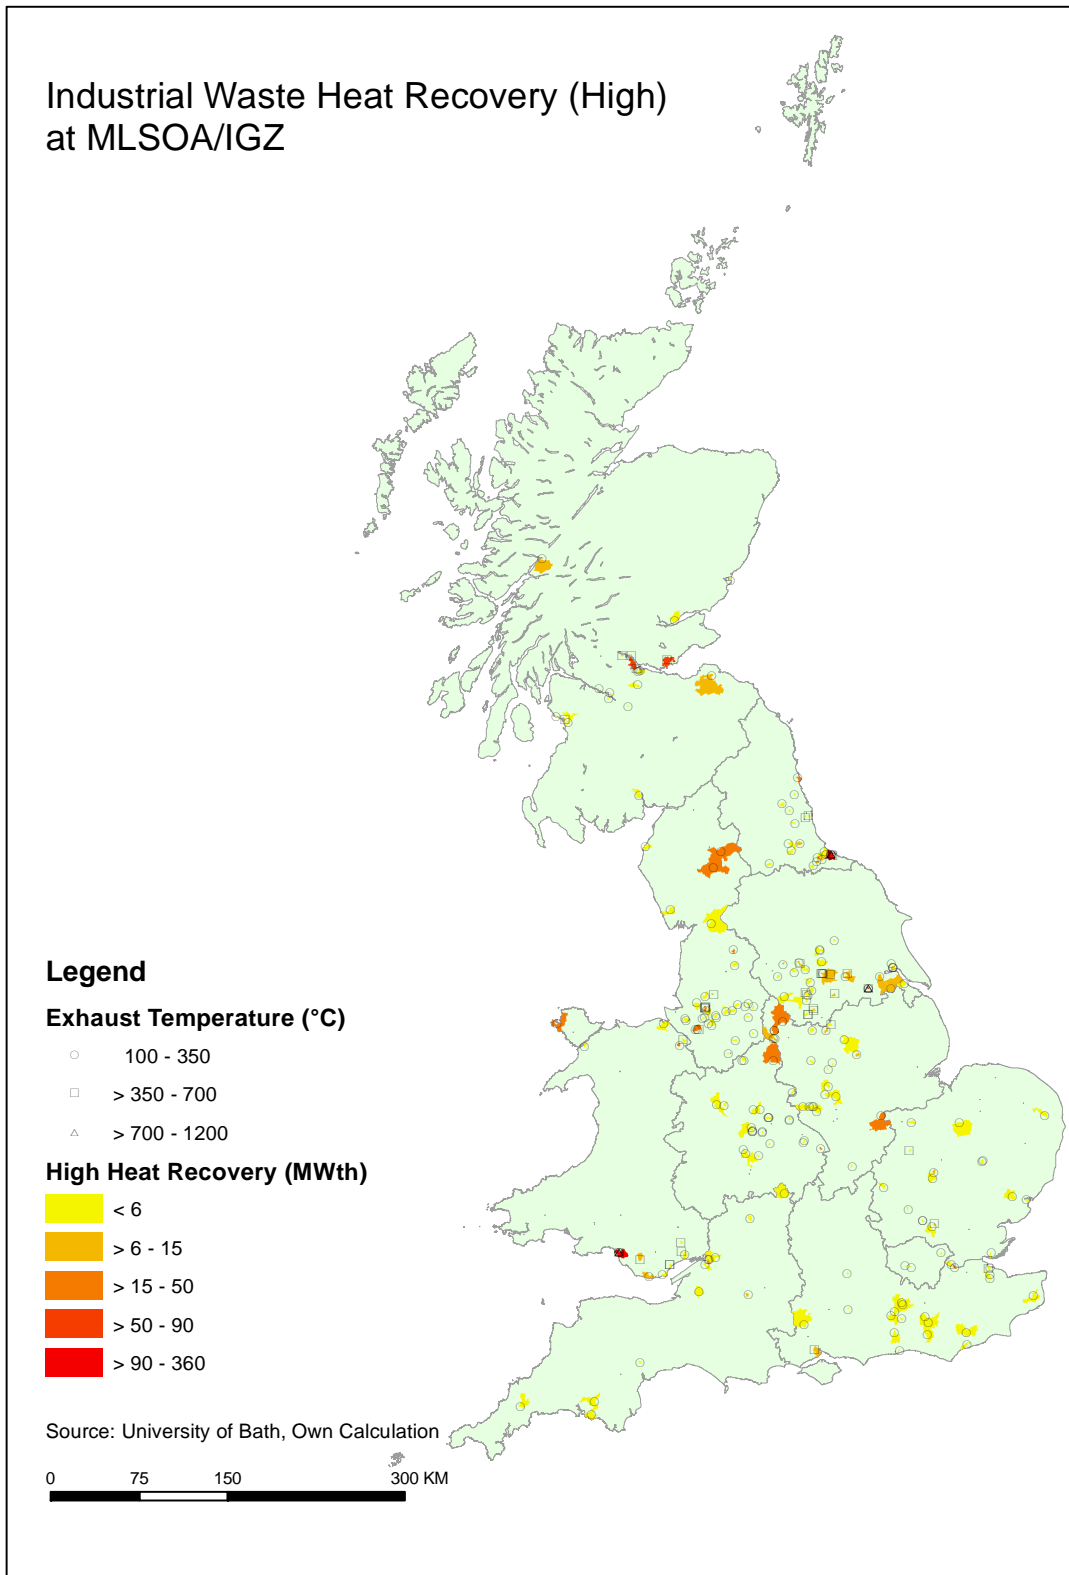 Industrial Waste Heat Recovery (High)
at MLSOA/IGZ
Legend
Exhaust Temperature (°C)
100 - 350
> 350 - 700
> 700 - 1200
High Heat Recovery (MWth)
< 6
> 6 - 15
> 15 - 50
> 50 - 90
> 90 - 360
Source: University of Bath, Own Calculation
0 75 150 300 KM